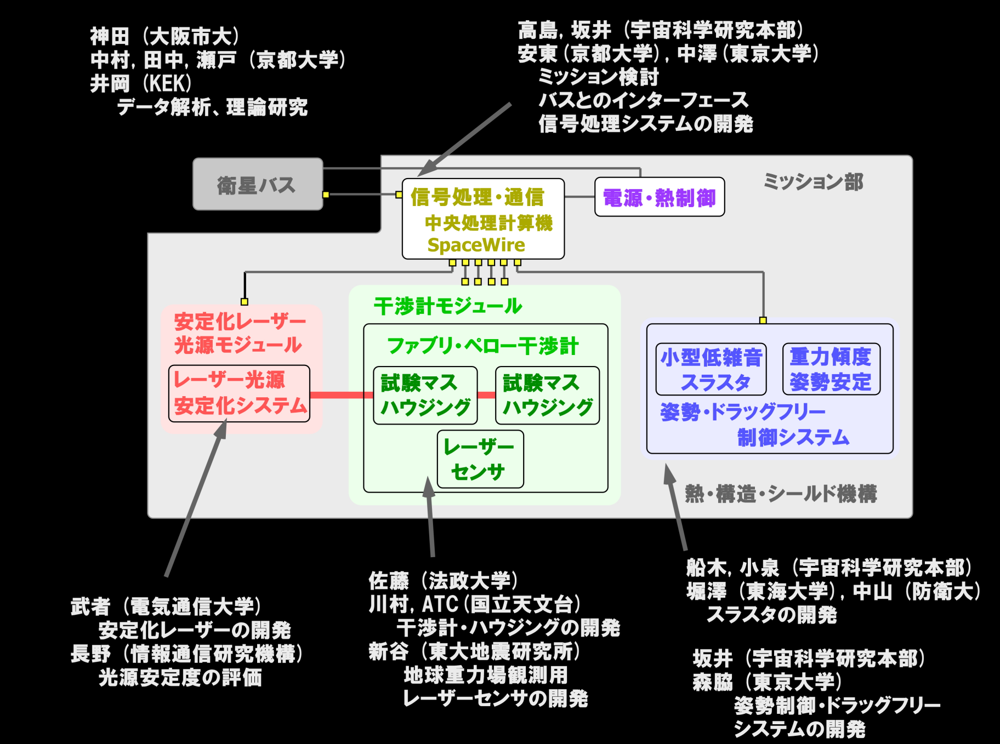 神田 (大阪市大)
中村, 田中, 瀬戸 (京都大学)
井岡 (KEK)
データ解析、理論研究
高島, 坂井 (宇宙科学研究本部)
安東 (京都大学), 中澤 (東京大学)
ミッション検討
バスとのインターフェース
信号処理システムの開発
衛星バス
ミッション部
信号処理・通信
中央処理計算機
SpaceWire
電源・熱制御
安定化レーザー
光源モジュール
レーザー光源
安定化システム
干渉計モジュール
ファブリ・ペロー干渉計
試験マス
ハウジング
試験マス
ハウジング
レーザー
センサ
小型低雑音
スラスタ
重力傾度
姿勢安定
姿勢・ドラッグフリー
制御システム
熱・構造・シールド機構
武者 (電気通信大学)
安定化レーザーの開発
長野 (情報通信研究機構)
光源安定度の評価
佐藤 (法政大学)
川村, ATC (国立天文台)
干渉計・ハウジングの開発
新谷 (東大地震研究所)
地球重力場観測用
レーザーセンサの開発
船木, 小泉 (宇宙科学研究本部)
堀澤 (東海大学), 中山 (防衛大)
スラスタの開発
坂井 (宇宙科学研究本部)
森脇 (東京大学)
姿勢制御・ドラッグフリー
システムの開発